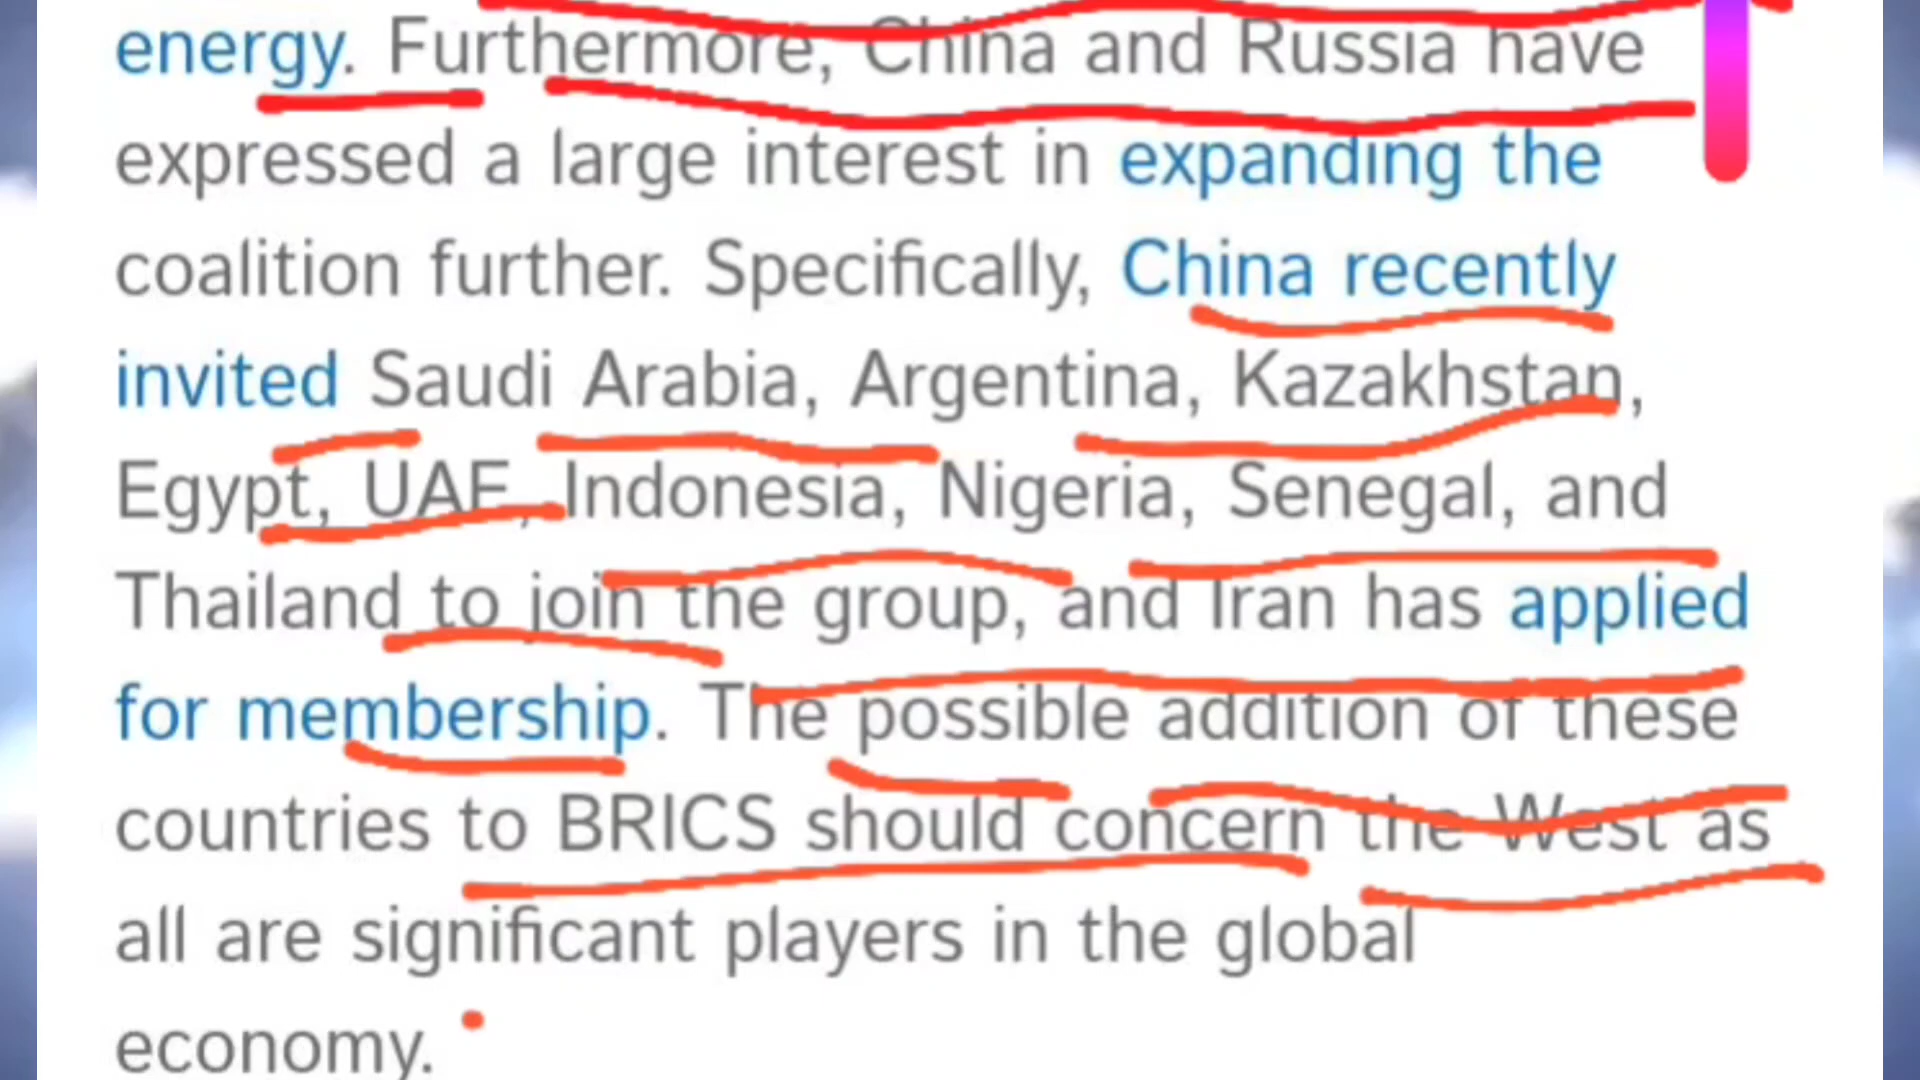 energy. Furthermore, China and Russia have
expressed a large interest in expanding the
coalition further. Specifically, China recently
invited Saudi Arabia, Argentina, Kazakhstan,
Egypt, UAE, Indonesia, Nigeria, Senegal, and
Thailand to join the group, and Iran has applied
for membership. The possible addition of these
countries to BRICS should concern the West as
all are significant players in the global
economy.